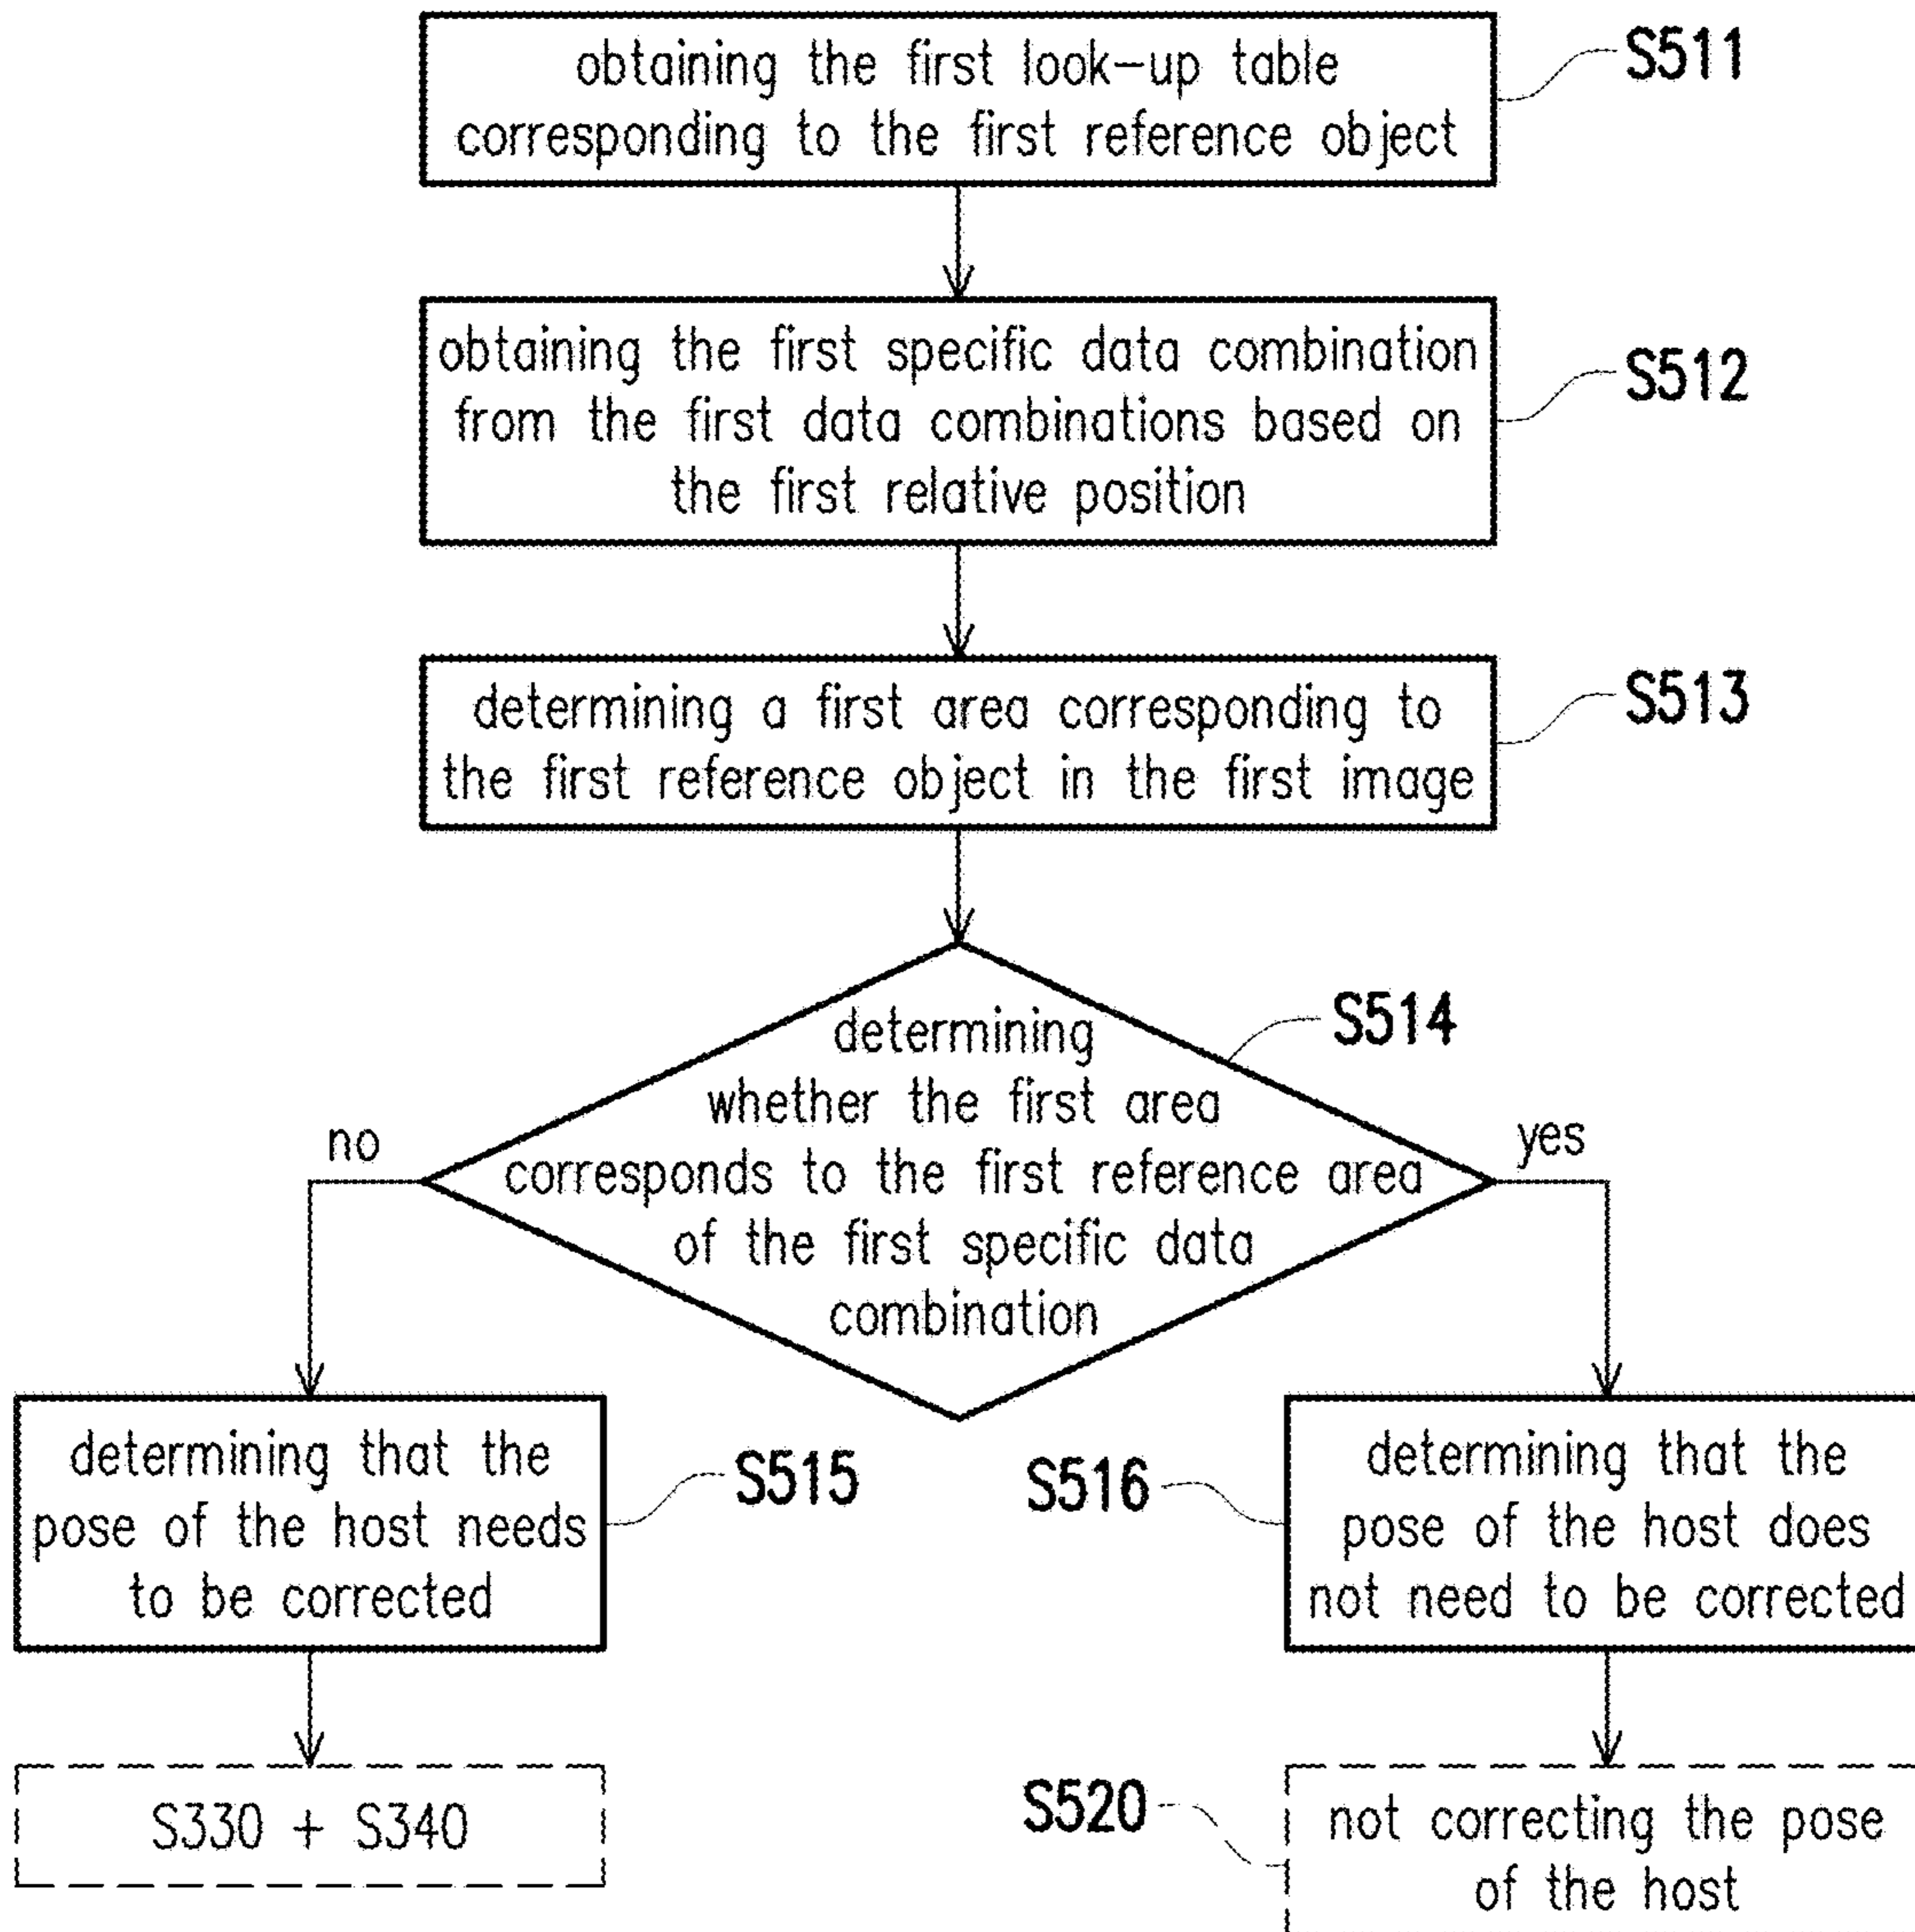 obtaining the first look-up table
corresponding to the first reference object
S511
obtaining the first specific data combination
from the first data combinations based on
the first relative position
S512
determining a first area corresponding to
the first reference object in the first image
S513
determining
whether the first area
corresponds to the first reference area
of the first specific data
combination
S514
no
yes
determining that the
pose of the host needs
to be corrected
S515
S516
determining that the
pose of the host does
not need to be corrected
S330 + S340
S520
not correcting the pose
of the host